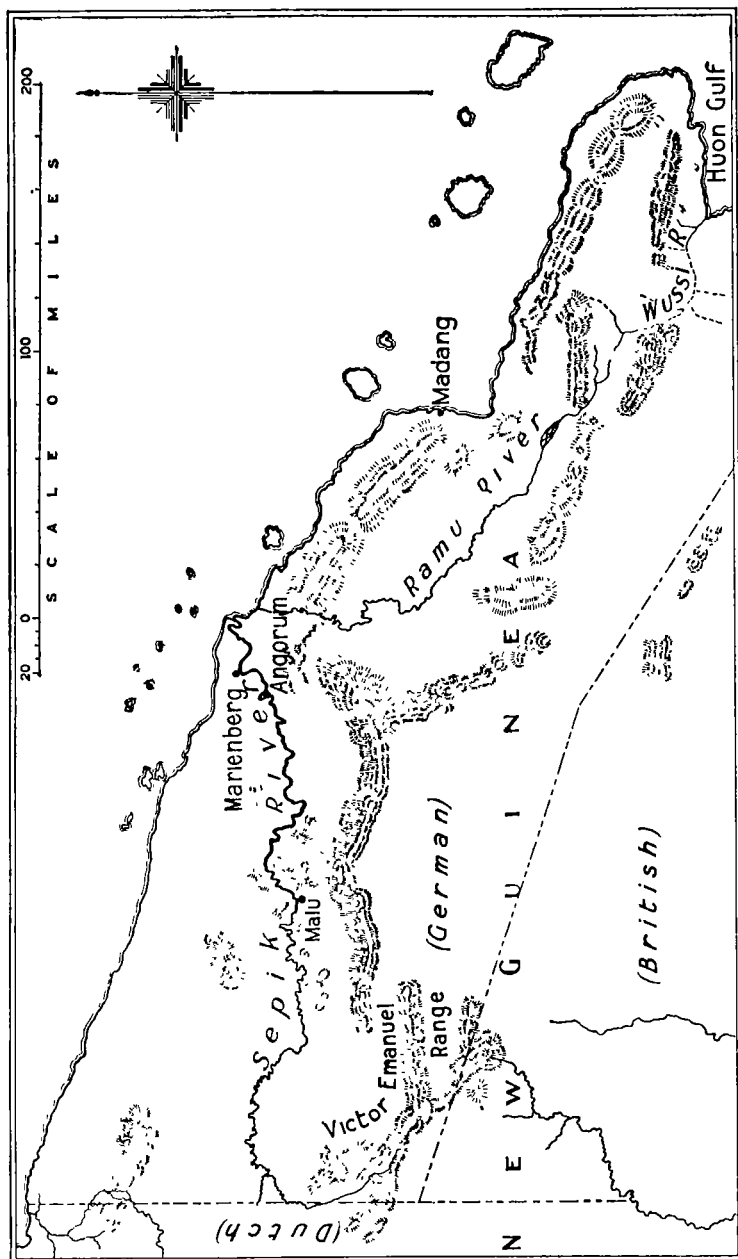 SCALE OF MILES
20 0 100 200
Marienberg
Angorum
Sepik River
Malu
Madang
Ramu River
Wussi R
Huon Gulf
Victor Emanuel
Range
(Dutch)
(German)
NEW GUINEA
(British)